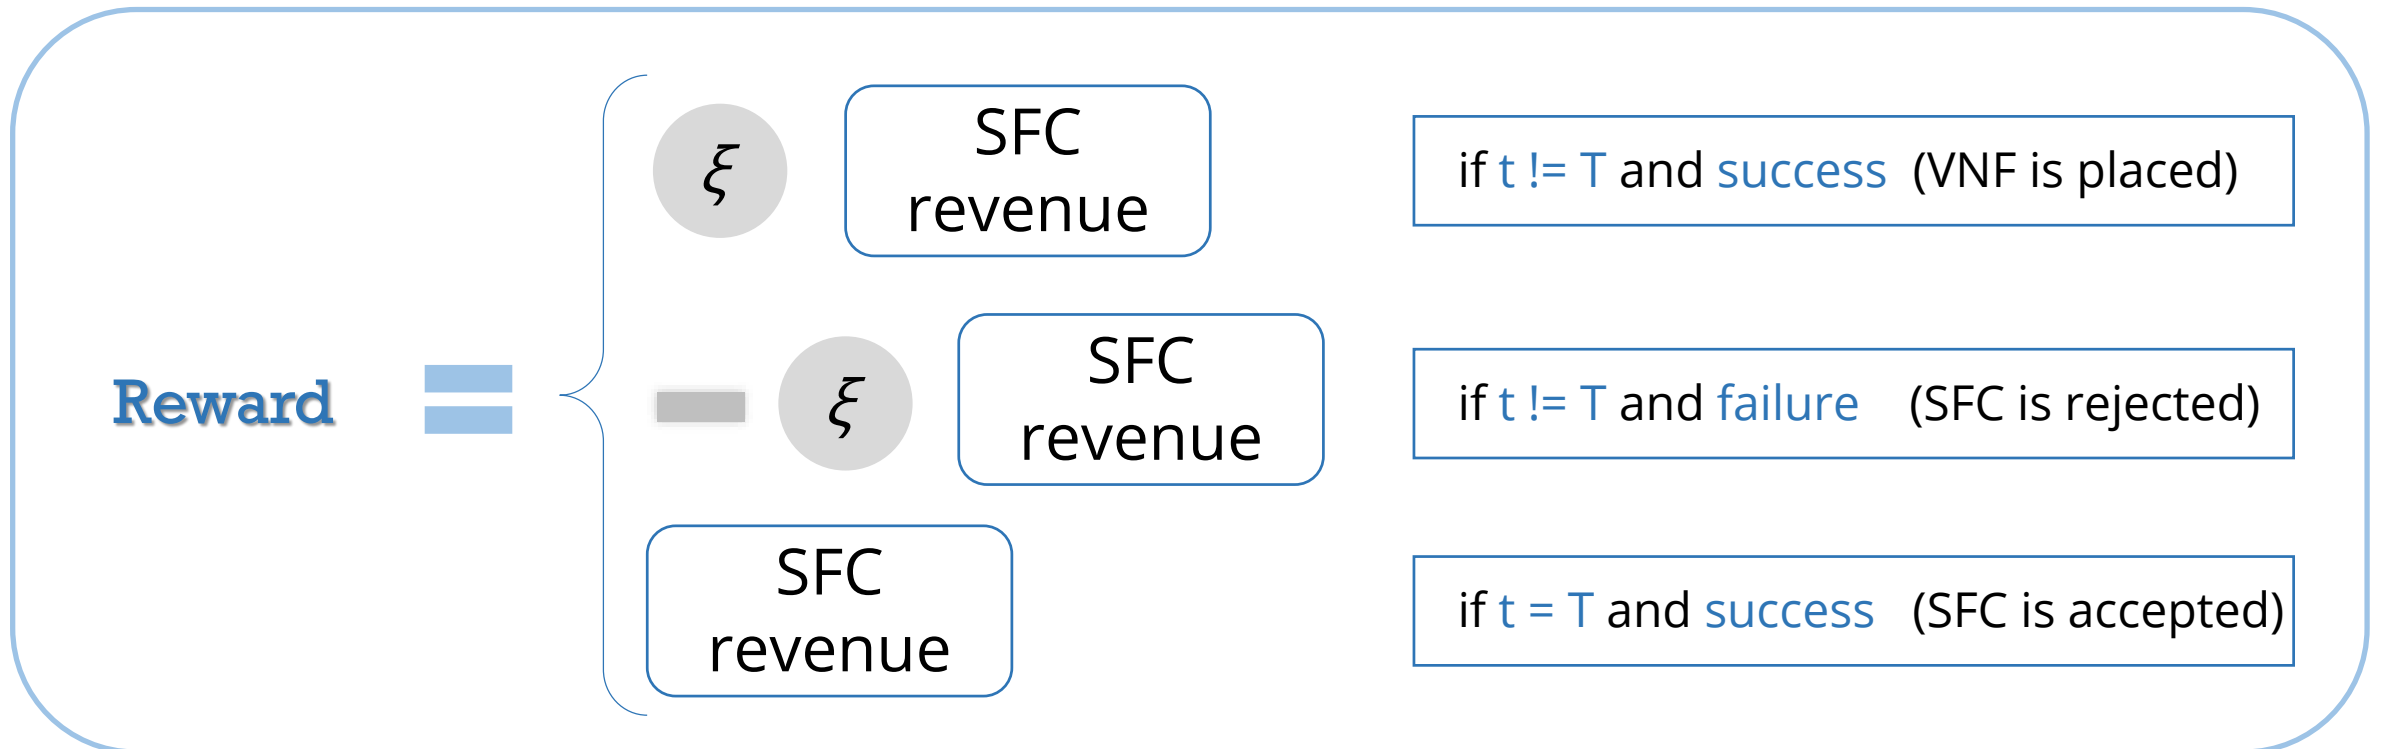 ξ
SFC
revenue
if t != T and success (VNF is placed)
Reward
=
-
ξ
SFC
revenue
if t != T and failure (SFC is rejected)
SFC
revenue
if t = T and success (SFC is accepted)